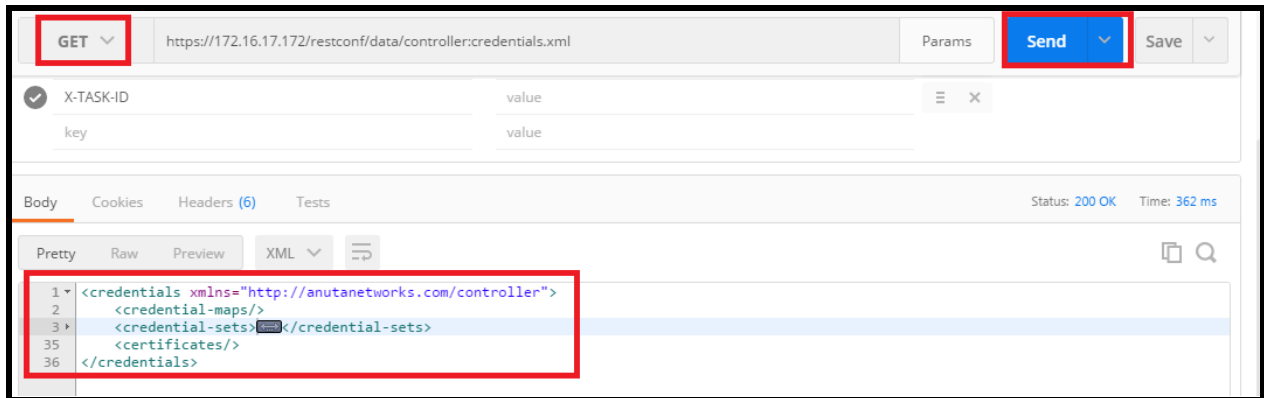 GET https://172.16.17.172/restconf/data/controller:credentials.xml Params Send Save
X-TASK-ID value
key value
Body Cookies Headers (6) Tests Status: 200 OK Time: 362 ms
Pretty Raw Preview XML
1 <credentials xmlns="http://anutanetworks.com/controller">
2 <credential-maps/>
3 <credential-sets></credential-sets>
35 <certificates/>
36 </credentials>